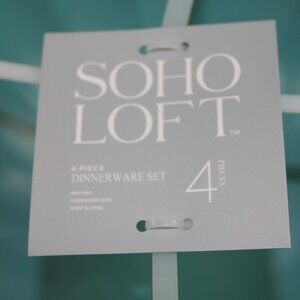 SOHO
LOFT™
4-PIECE
DINNERWARE SET
4 PIECES
BPA FREE
DISHWASHER SAFE
MADE IN CHINA